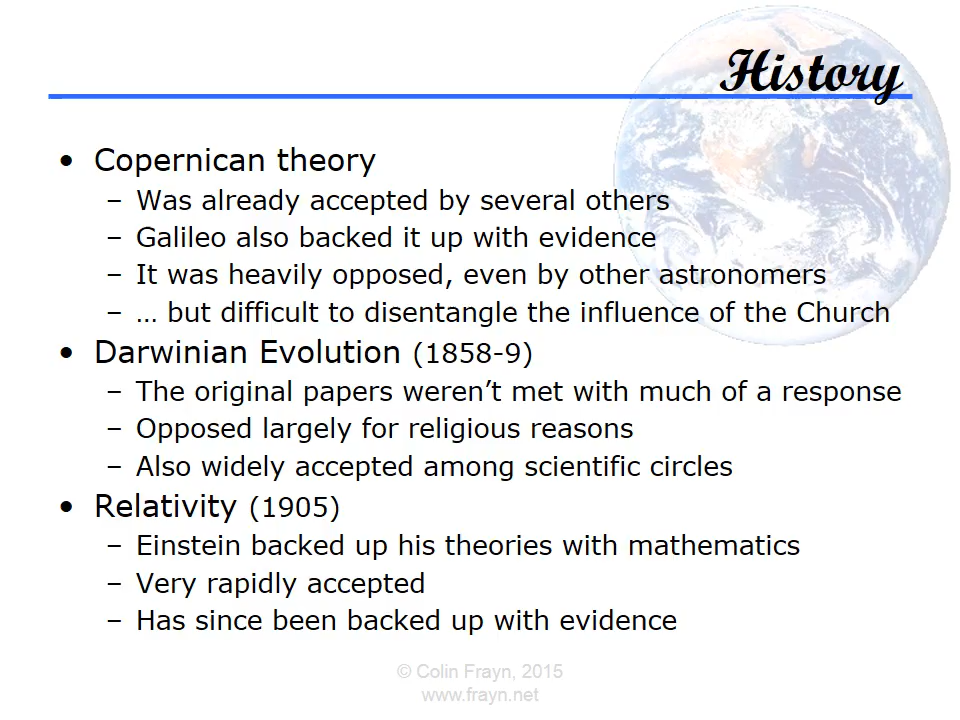 History
• Copernican theory
– Was already accepted by several others
– Galileo also backed it up with evidence
– It was heavily opposed, even by other astronomers
– … but difficult to disentangle the influence of the Church
• Darwinian Evolution (1858-9)
– The original papers weren’t met with much of a response
– Opposed largely for religious reasons
– Also widely accepted among scientific circles
• Relativity (1905)
– Einstein backed up his theories with mathematics
– Very rapidly accepted
– Has since been backed up with evidence
© Colin Frayn, 2015
www.frayn.net